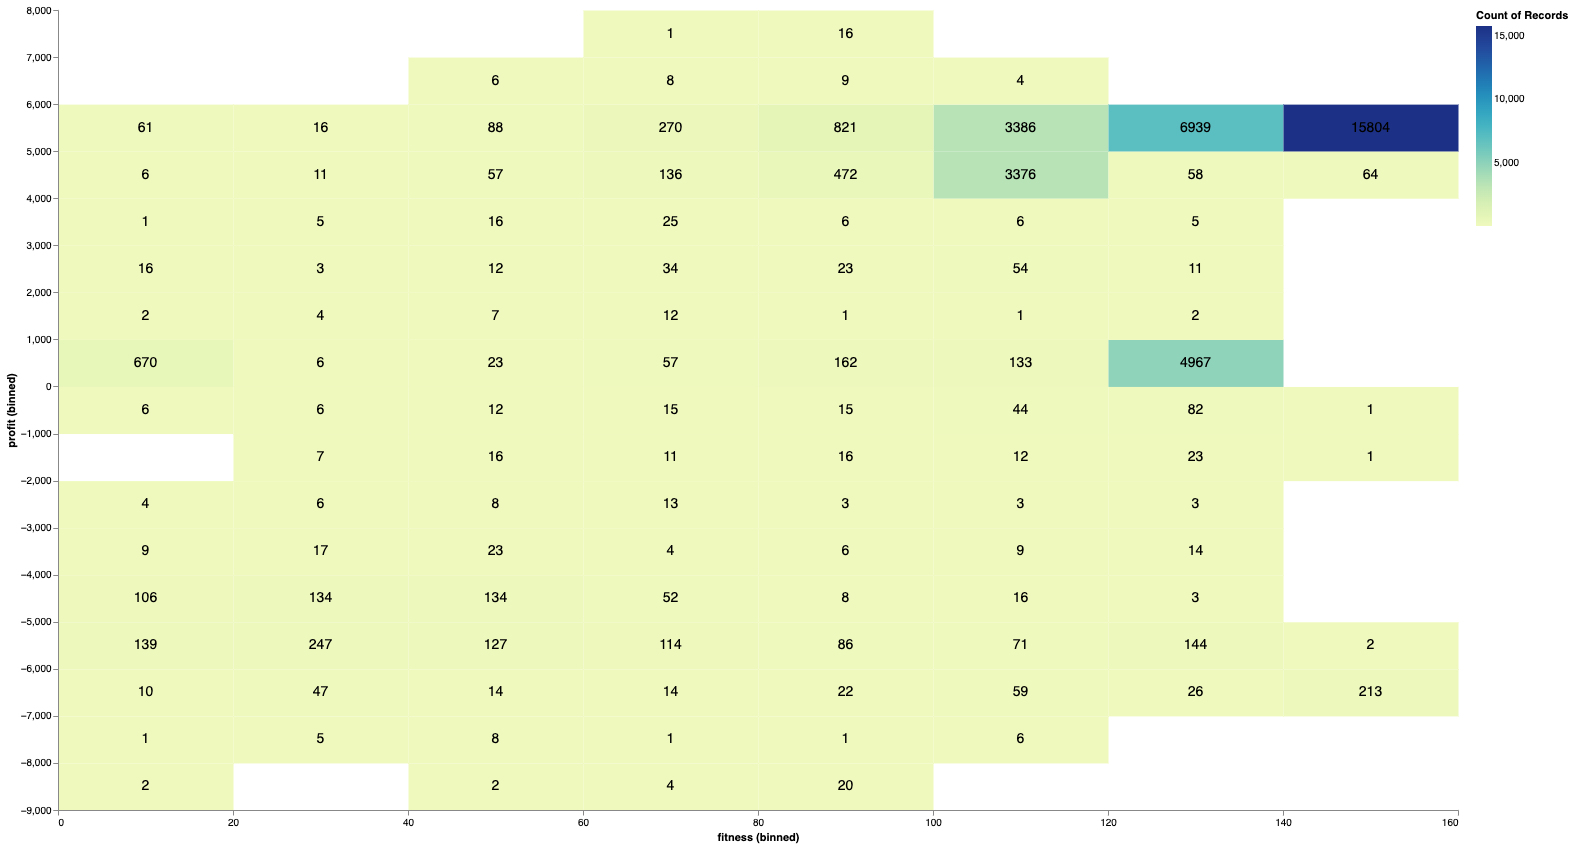 Count of Records
15,000
10,000
5,000
8,000
1 16
7,000
6 8 9 4
6,000
61 16 88 270 821 3386 6939 15804
5,000
6 11 57 136 472 3376 58 64
4,000
1 5 16 25 6 6 5
3,000
16 3 12 34 23 54 11
2,000
2 4 7 12 1 1 2
1,000
670 6 23 57 162 133 4967
0
profit (binned)
6 6 12 15 15 44 82 1
−1,000
7 16 11 16 12 23 1
−2,000
4 6 8 13 3 3 3
−3,000
9 17 23 4 6 9 14
−4,000
106 134 134 52 8 16 3
−5,000
139 247 127 114 86 71 144 2
−6,000
10 47 14 14 22 59 26 213
−7,000
1 5 8 1 1 6
−8,000
2 2 4 20
−9,000
0 20 40 60 80 100 120 140 160
fitness (binned)